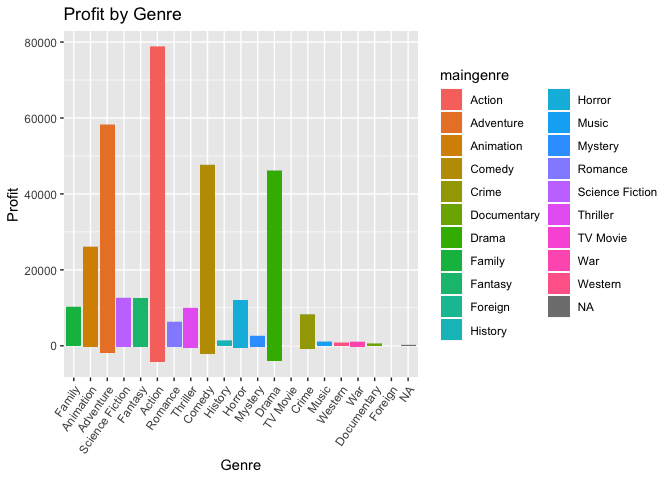 Profit by Genre
80000
60000
40000
20000
0
Profit
Family
Animation
Adventure
Science Fiction
Fantasy
Action
Romance
Thriller
Comedy
History
Horror
Mystery
Drama
TV Movie
Crime
Music
Western
War
Documentary
Foreign
NA
Genre
maingenre
Action
Adventure
Animation
Comedy
Crime
Documentary
Drama
Family
Fantasy
Foreign
History
Horror
Music
Mystery
Romance
Science Fiction
Thriller
TV Movie
War
Western
NA